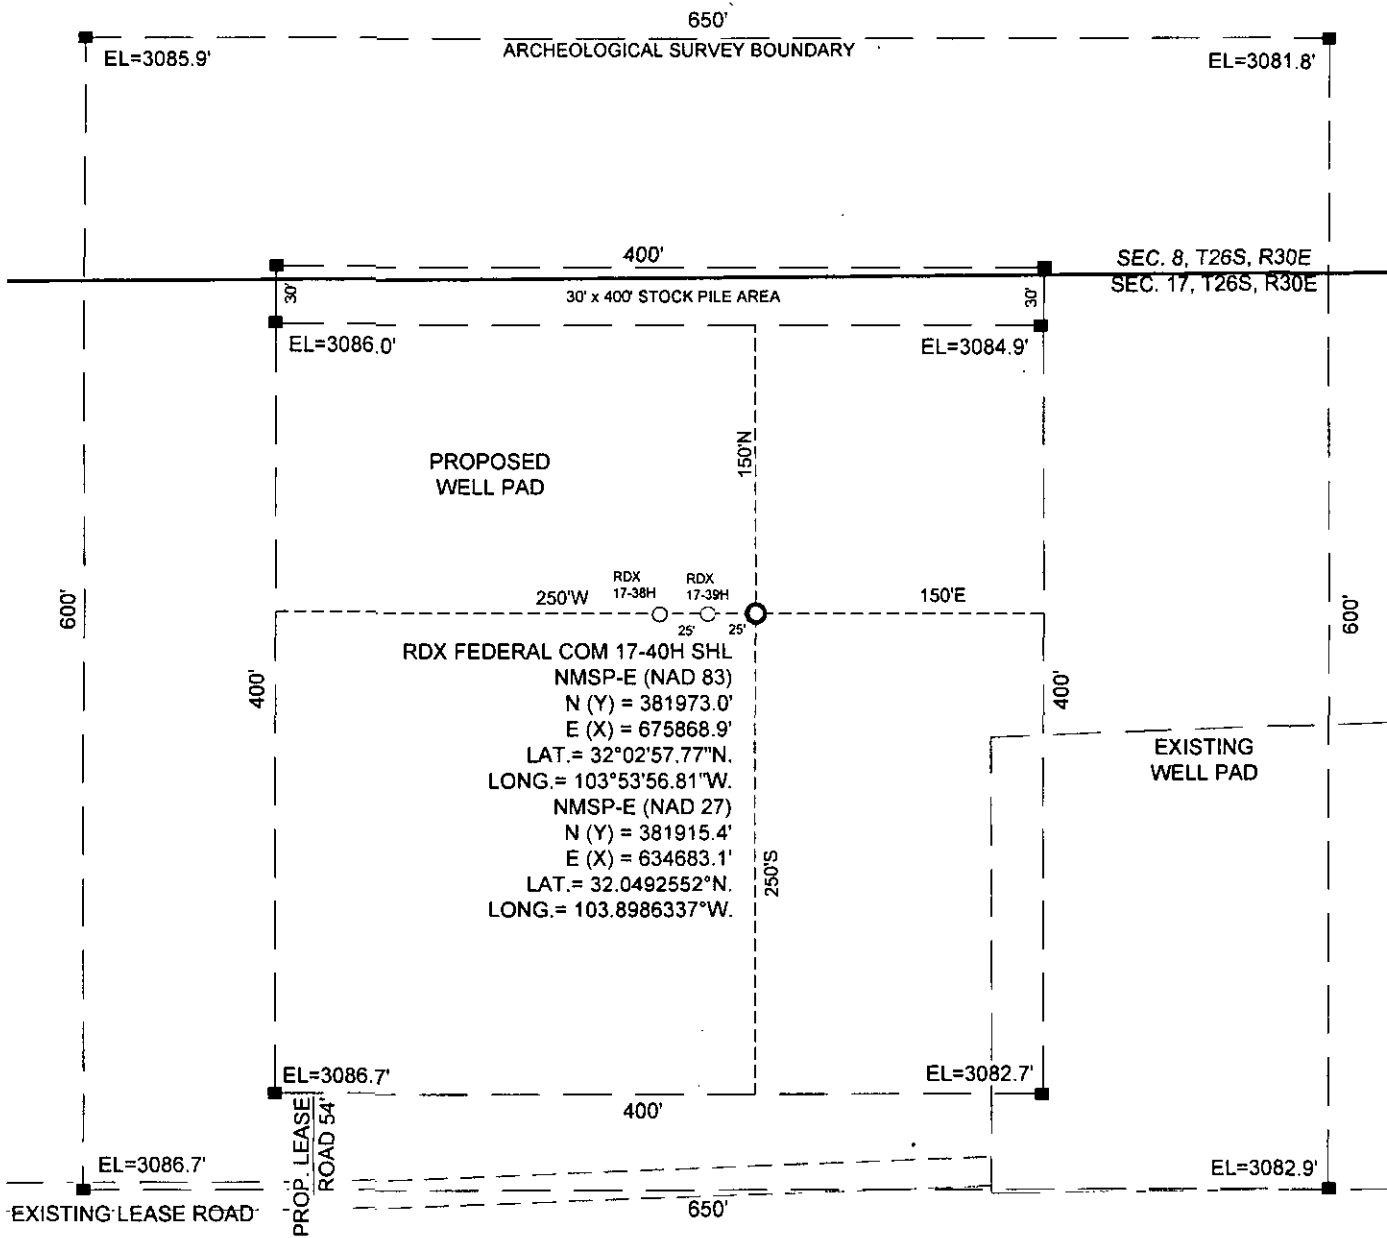 650'
ARCHEOLOGICAL SURVEY BOUNDARY
EL=3085.9'
EL=3081.8'
400'
SEC. 8, T26S, R30E
SEC. 17, T26S, R30E
30'
30' x 400' STOCK PILE AREA
30'
EL=3086.0'
EL=3084.9'
150'N
PROPOSED
WELL PAD
RDX
17-38H
RDX
17-39H
250'W
150'E
25'
25'
600'
600'
RDX FEDERAL COM 17-40H SHL
NMSP-E (NAD 83)
N (Y) = 381973.0'
E (X) = 675868.9'
LAT.= 32°02'57.77"N.
LONG.= 103°53'56.81"W.
NMSP-E (NAD 27)
N (Y) = 381915.4'
E (X) = 634683.1'
LAT.= 32.0492552°N.
LONG.= 103.8986337°W.
400'
400'
EXISTING
WELL PAD
250'S
EL=3086.7'
EL=3082.7'
400'
PROP. LEASE
ROAD 54'
EL=3086.7'
EL=3082.9'
EXISTING LEASE ROAD
650'